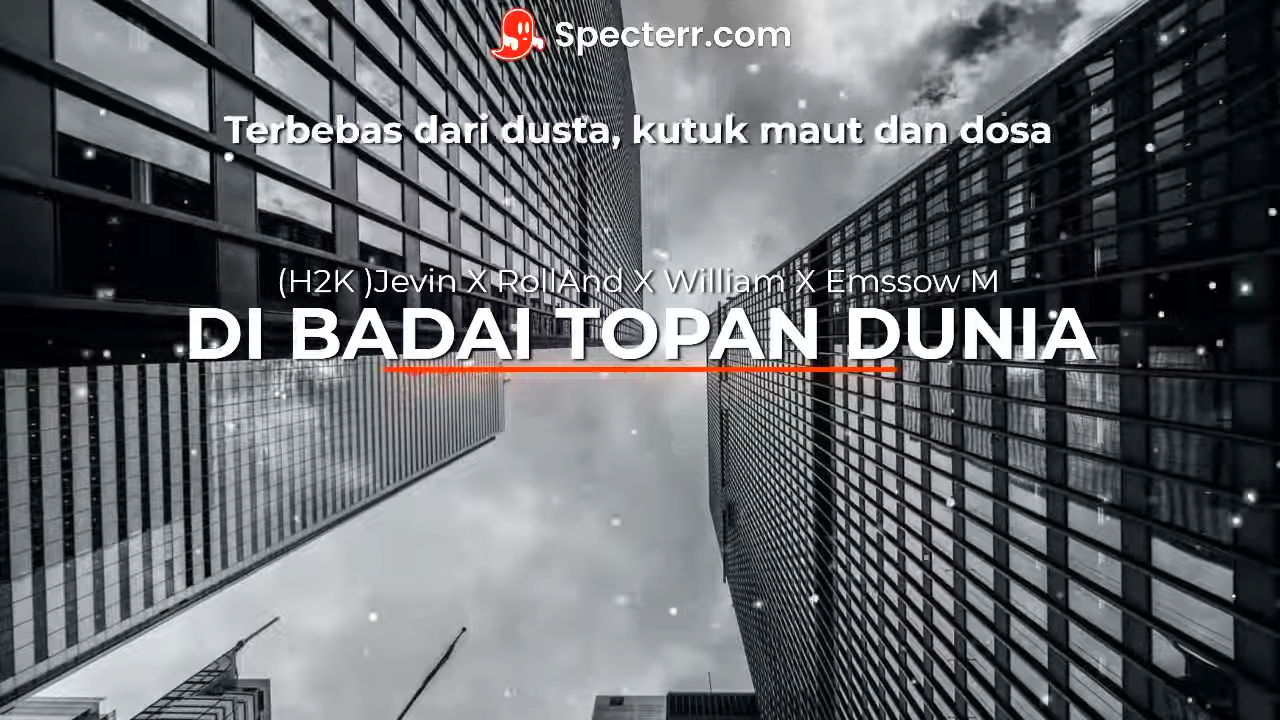 Specterr.com
Terbebas dari dusta, kutuk maut dan dosa
(H2K )Jevin X RollAnd X William X Emssow M
DI BADAI TOPAN DUNIA